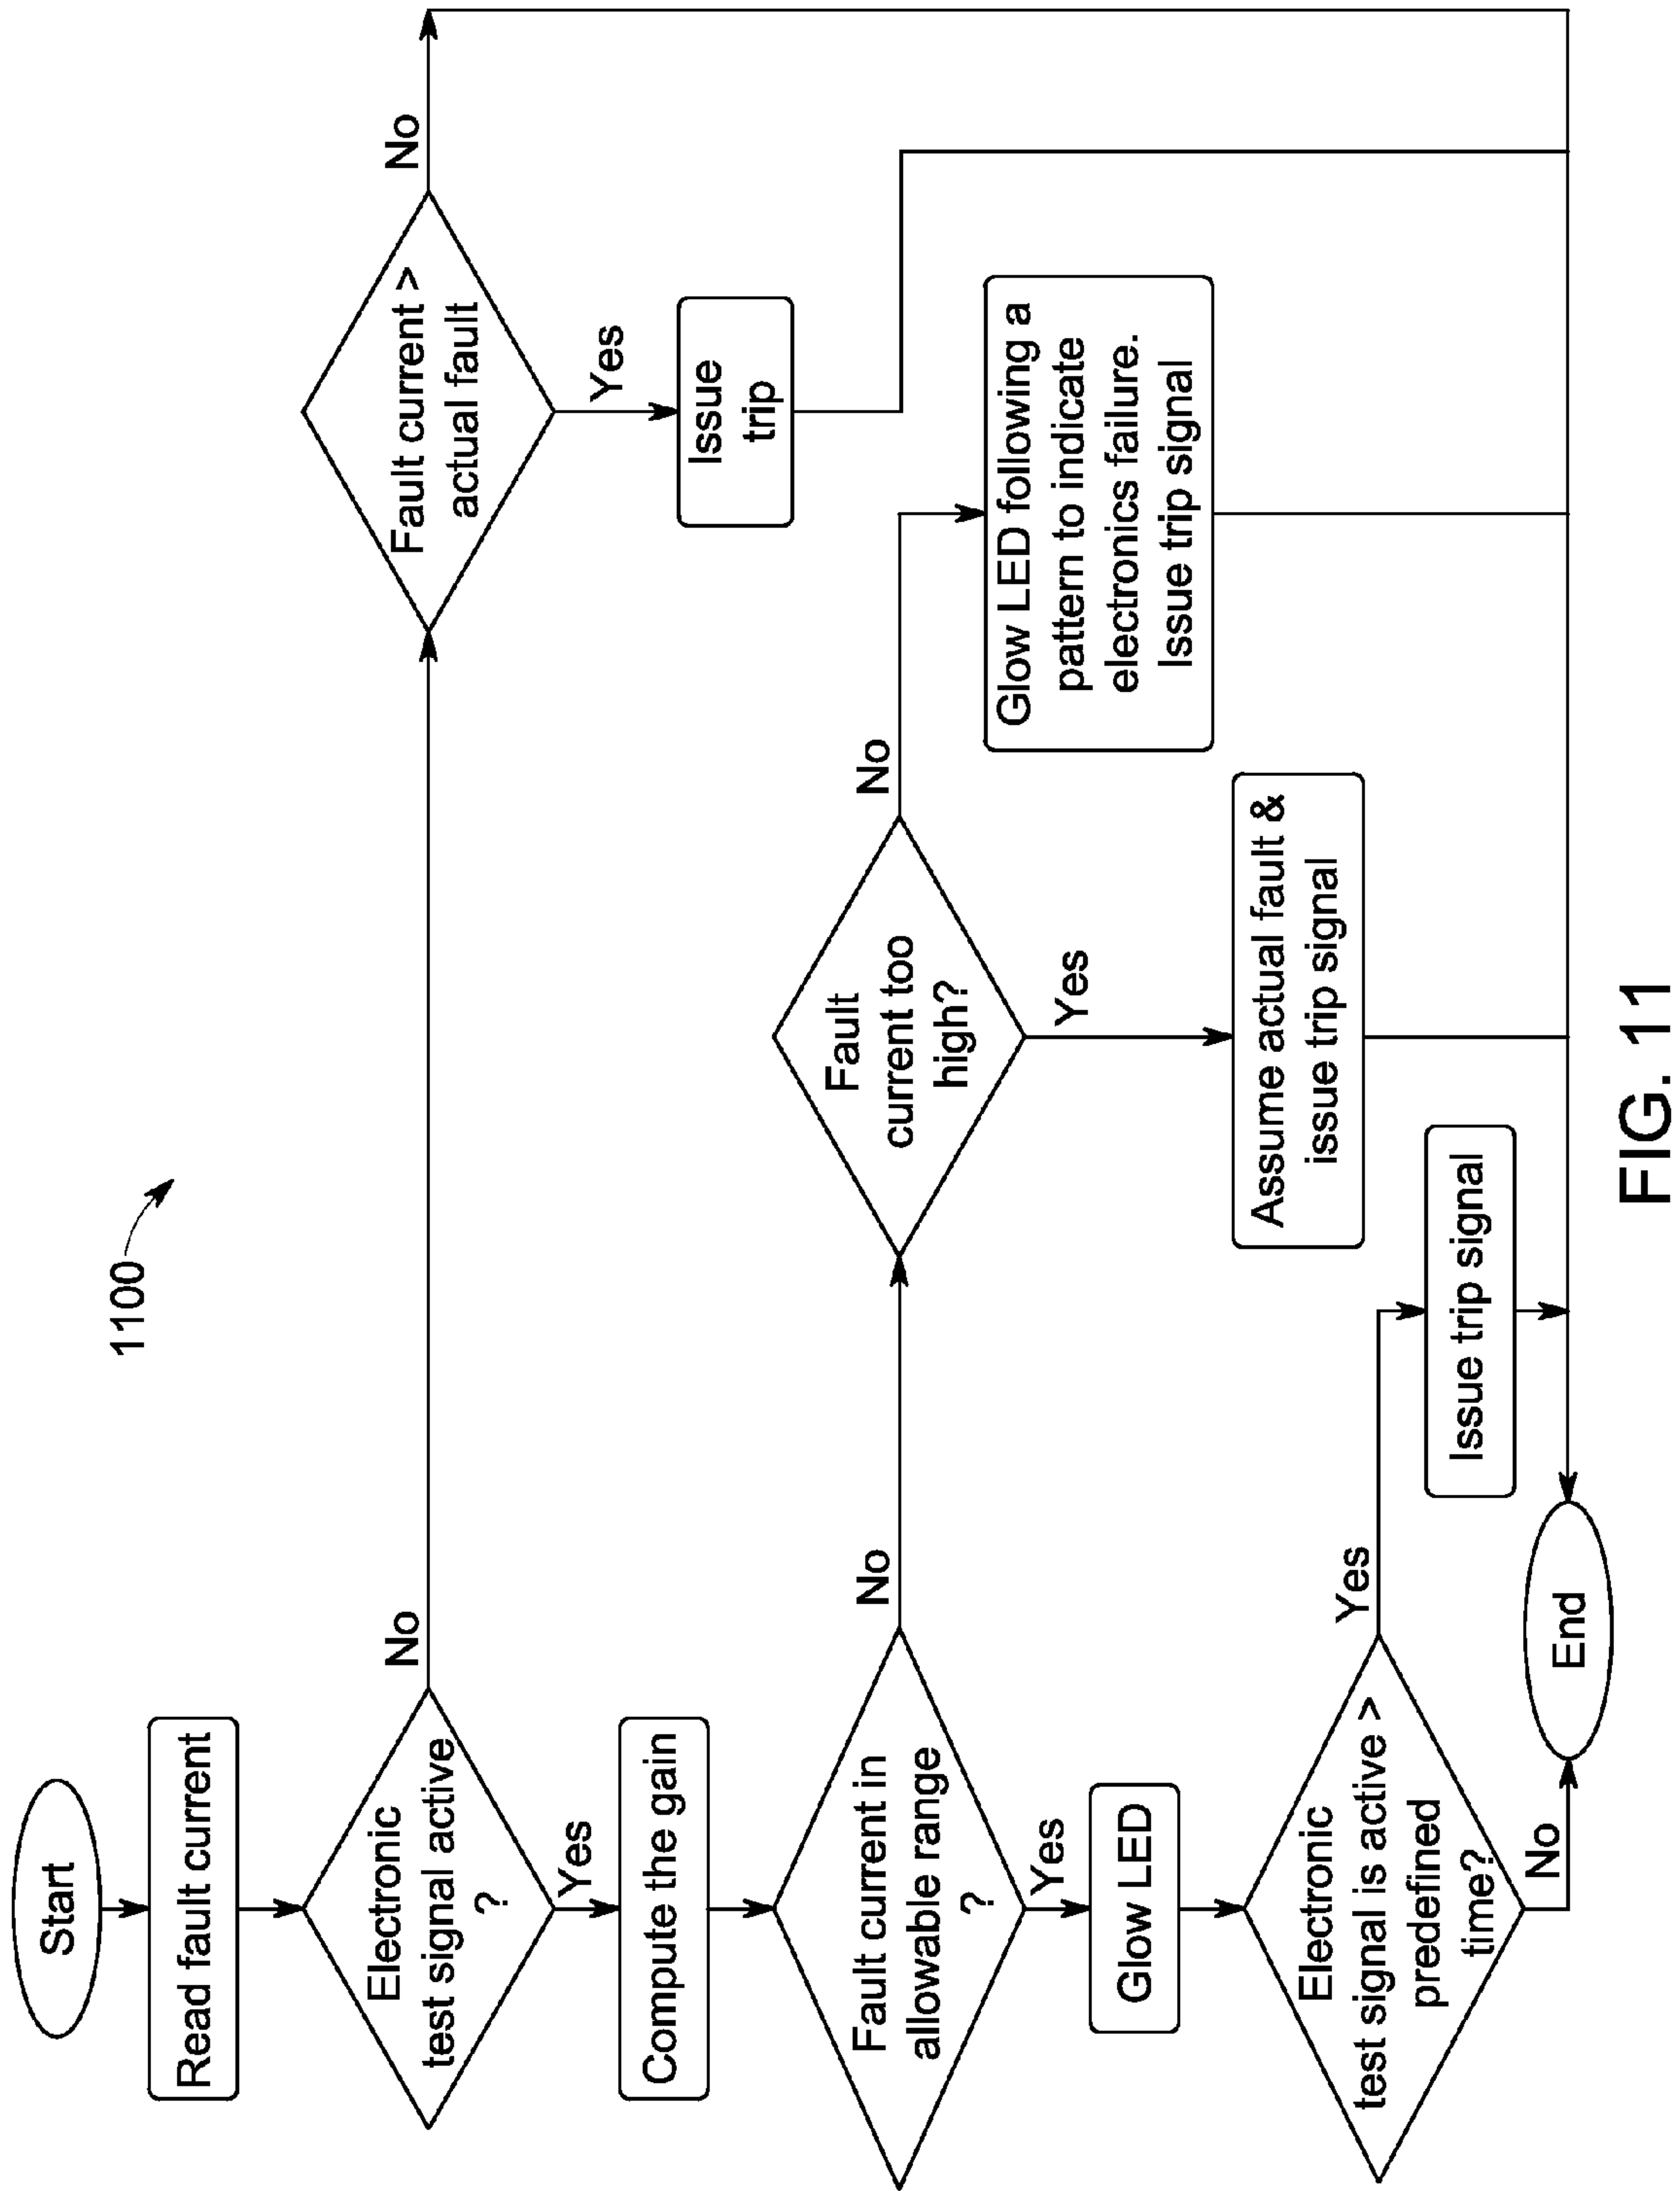 1100
Start
Read fault current
Electronic
test signal active
?
No
Yes
Fault current >
actual fault
No
Yes
Issue
trip
Compute the gain
Fault current in
allowable range
?
No
Yes
Fault
current too
high?
No
Yes
Glow LED following a
pattern to indicate
electronics failure.
Issue trip signal
Assume actual fault &
issue trip signal
Glow LED
Electronic
test signal is active >
predefined
time?
Yes
No
Issue trip signal
End
FIG. 11